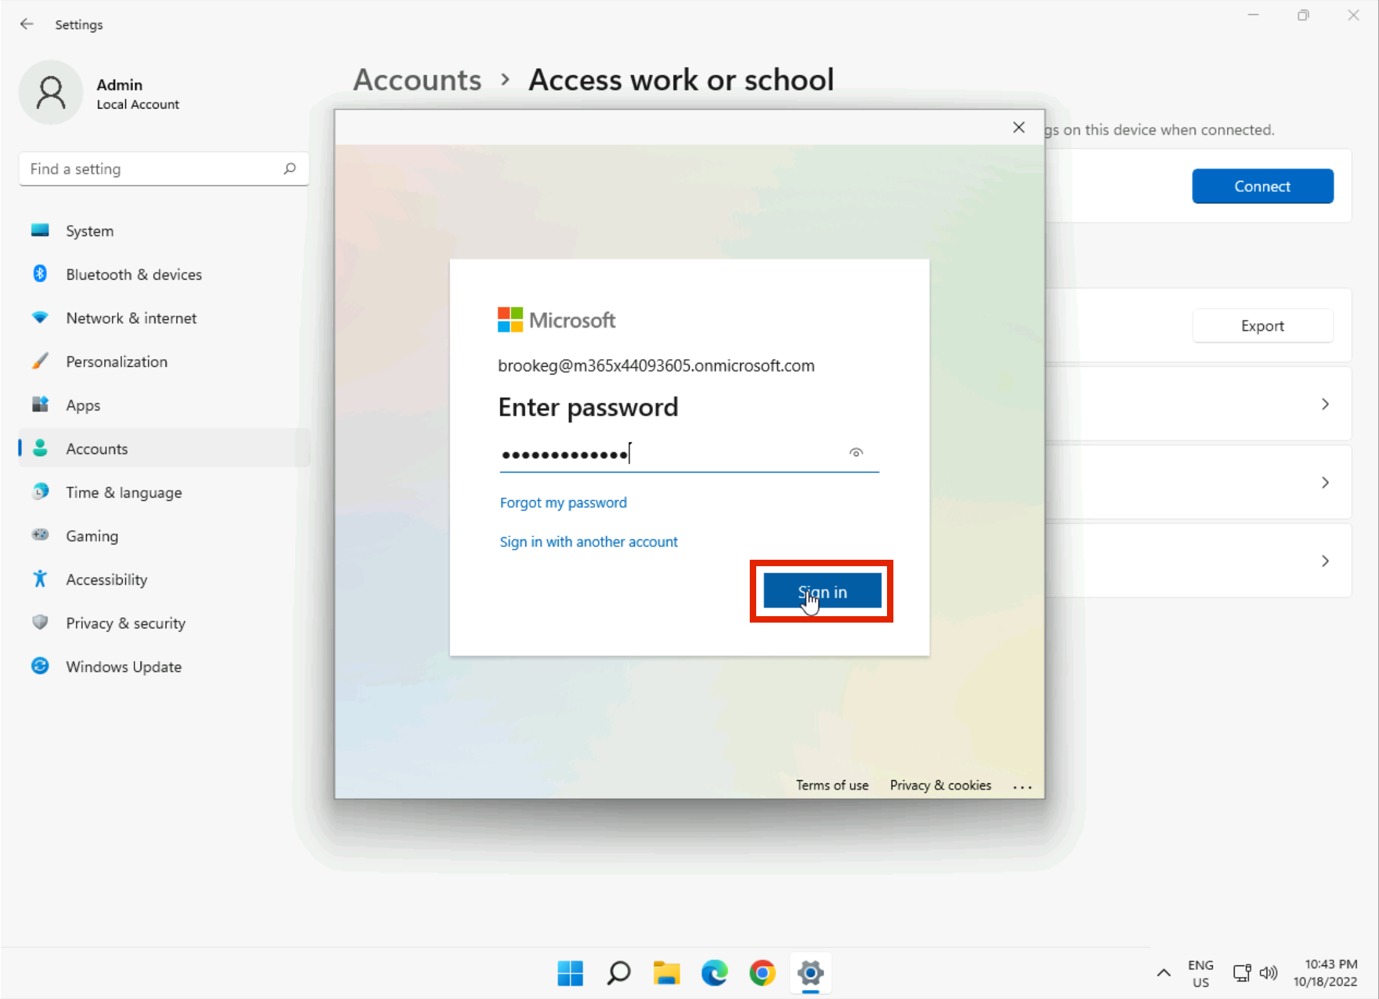 Settings
Admin
Local Account
Find a setting
System
Bluetooth & devices
Network & internet
Personalization
Apps
Accounts
Time & language
Gaming
Accessibility
Privacy & security
Windows Update
Accounts > Access work or school
gs on this device when connected.
Connect
Export
Microsoft
brookeg@m365x44093605.onmicrosoft.com
Enter password
•••••••••••••
Forgot my password
Sign in with another account
Sign in
Terms of use Privacy & cookies ...
ENG
US
10:43 PM
10/18/2022